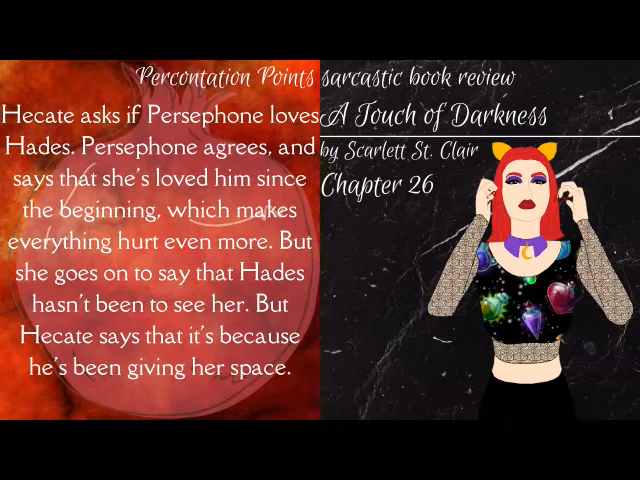 Percontation Points sarcastic book review
Hecate asks if Persephone loves
Hades. Persephone agrees, and
says that she's loved him since
the beginning, which makes
everything hurt even more. But
she goes on to say that Hades
hasn't been to see her. But
Hecate says that it's because
he's been giving her space.
A Touch of Darkness
by Scarlett St. Clair
Chapter 26